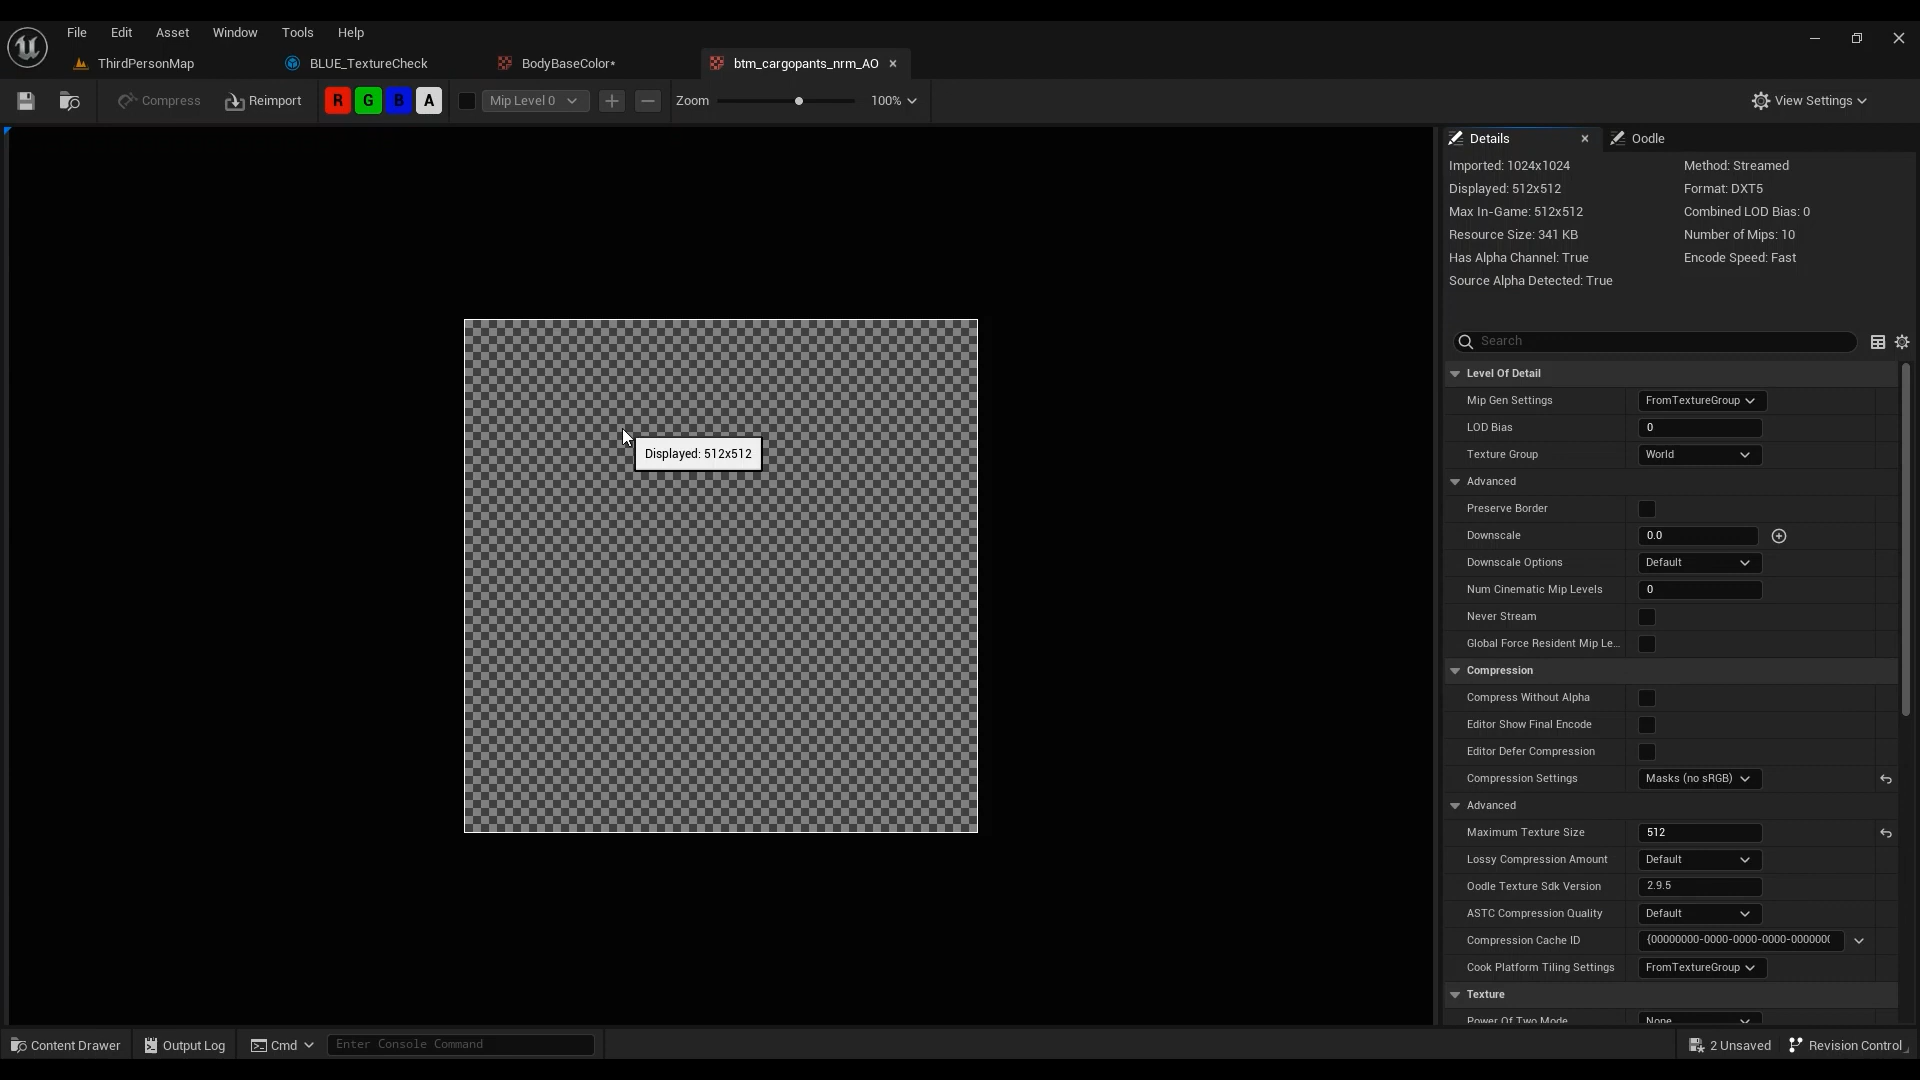 File Edit Asset Window Tools Help
ThirdPersonMap BLUE_TextureCheck BodyBaseColor* btm_cargopants_nrm_AO
Compress Reimport R G B A Mip Level 0 Zoom 100% View Settings
Details Oodle
Imported: 1024x1024 Method: Streamed
Displayed: 512x512 Format: DXT5
Max In-Game: 512x512 Combined LOD Bias: 0
Resource Size: 341 KB Number of Mips: 10
Has Alpha Channel: True Encode Speed: Fast
Source Alpha Detected: True
Search
Level Of Detail
Mip Gen Settings FromTextureGroup
LOD Bias 0
Texture Group World
Advanced
Preserve Border
Downscale 0.0
Downscale Options Default
Num Cinematic Mip Levels 0
Never Stream
Global Force Resident Mip Le...
Compression
Compress Without Alpha
Editor Show Final Encode
Editor Defer Compression
Compression Settings Masks (no sRGB)
Advanced
Maximum Texture Size 512
Lossy Compression Amount Default
Oodle Texture Sdk Version 2.9.5
ASTC Compression Quality Default
Compression Cache ID {00000000-0000-0000-0000-000000(
Cook Platform Tiling Settings FromTextureGroup
Texture
Power Of Two Mode None
Displayed: 512x512
Content Drawer Output Log Cmd Enter Console Command 2 Unsaved Revision Control